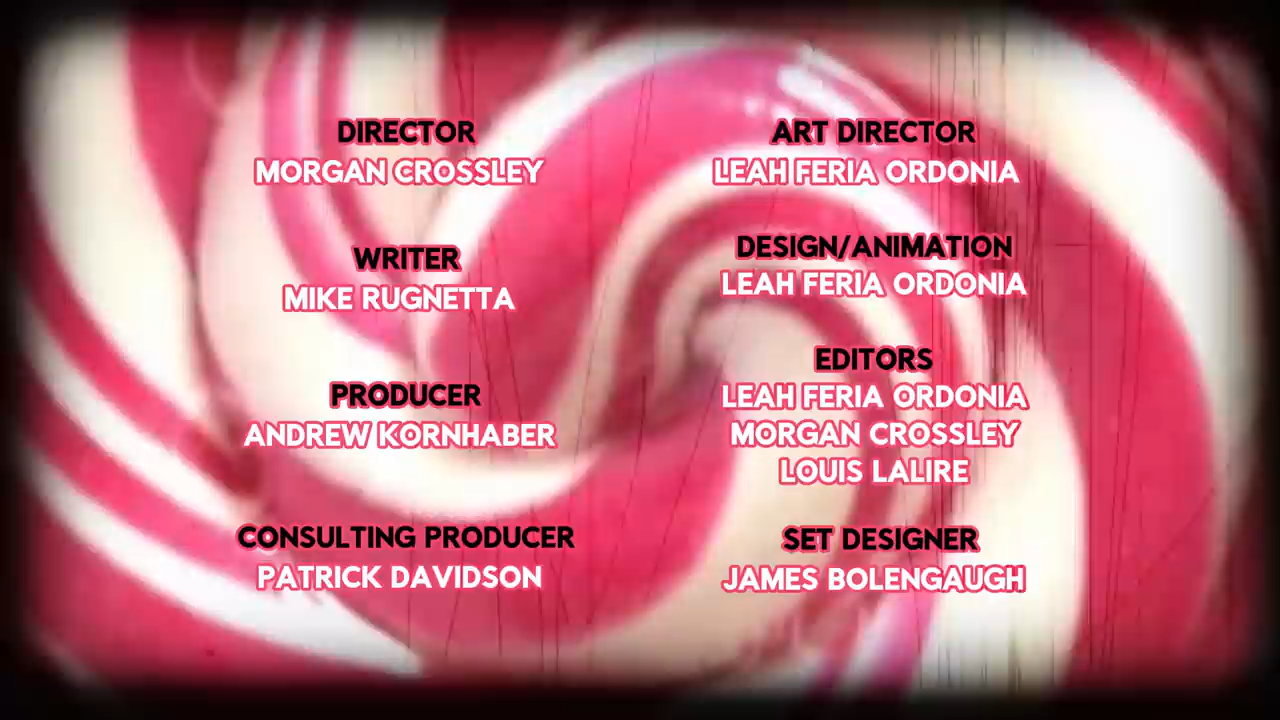 DIRECTOR
MORGAN CROSSLEY
WRITER
MIKE RUGNETTA
PRODUCER
ANDREW KORNHABER
CONSULTING PRODUCER
PATRICK DAVIDSON
ART DIRECTOR
LEAH FERIA ORDONIA
DESIGN/ANIMATION
LEAH FERIA ORDONIA
EDITORS
LEAH FERIA ORDONIA
MORGAN CROSSLEY
LOUIS LALIRE
SET DESIGNER
JAMES BOLENGAUGH